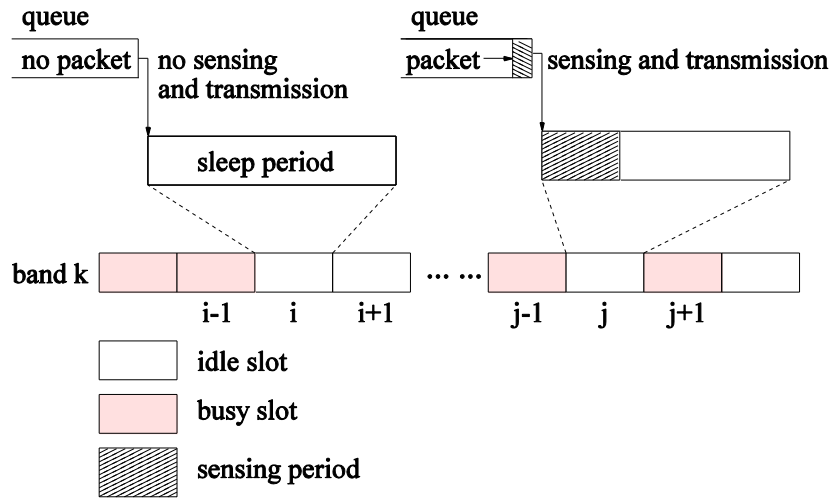 queue
no packet
no sensing
and transmission
sleep period
queue
packet
sensing and transmission
band k
... ...
i-1
i
i+1
j-1
j
j+1
idle slot
busy slot
sensing period